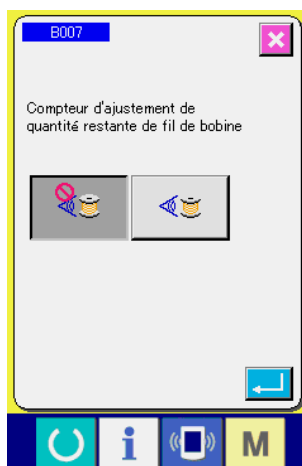 B007
Compteur d'ajustement de
quantité restante de fil de bobine
i
M